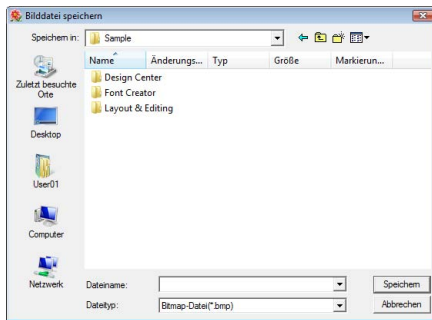 Bilddatei speichern
Speichern in: Sample
Name Änderungs... Typ Größe Markierun...
Zuletzt besuchte
Orte
Desktop
User01
Computer
Netzwerk
Design Center
Font Creator
Layout & Editing
Dateiname: Speichern
Dateityp: Bitmap-Datei(*.bmp) Abbrechen